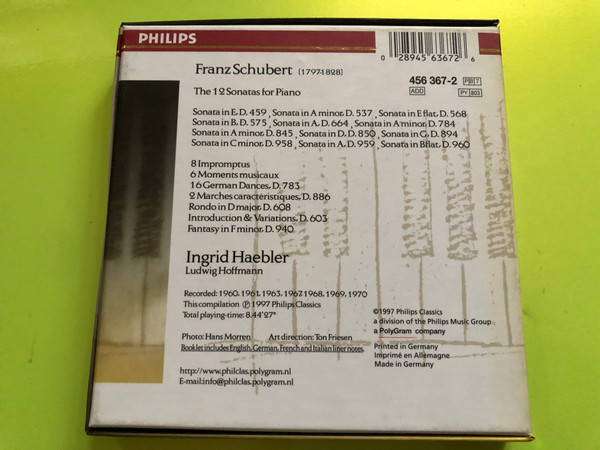 PHILIPS
0 28945 63672 6
Franz Schubert [1797-1828]
456 367-2 PBI 7
ADD PY 803
The 12 Sonatas for Piano
Sonata in E, D. 459, Sonata in A minor, D. 537, Sonata in E flat, D. 568
Sonata in B, D. 575, Sonata in A, D. 664, Sonata in A minor, D. 784
Sonata in A minor, D. 845, Sonata in D, D. 850, Sonata in G, D. 894
Sonata in C minor, D. 958, Sonata in A, D. 959, Sonata in B flat, D. 960
8 Impromptus
6 Moments musicaux
16 German Dances, D. 783
2 Marches caractéristiques, D. 886
Rondo in D major, D. 608
Introduction & Variations, D. 603
Fantasy in F minor, D. 940
Ingrid Haebler
Ludwig Hoffmann
Recorded: 1960, 1961, 1963, 1967, 1968, 1969, 1970
This compilation ℗ 1997 Philips Classics
Total playing-time: 8.44'27"
©1997 Philips Classics
a division of the Philips Music Group
a PolyGram company
Photo: Hans Morren Art direction: Ton Friesen
Booklet includes English, German, French and Italian liner notes.
Printed in Germany
Imprimé en Allemagne
Made in Germany
http://www.philclas.polygram.nl
E-mail:info@philclas.polygram.nl